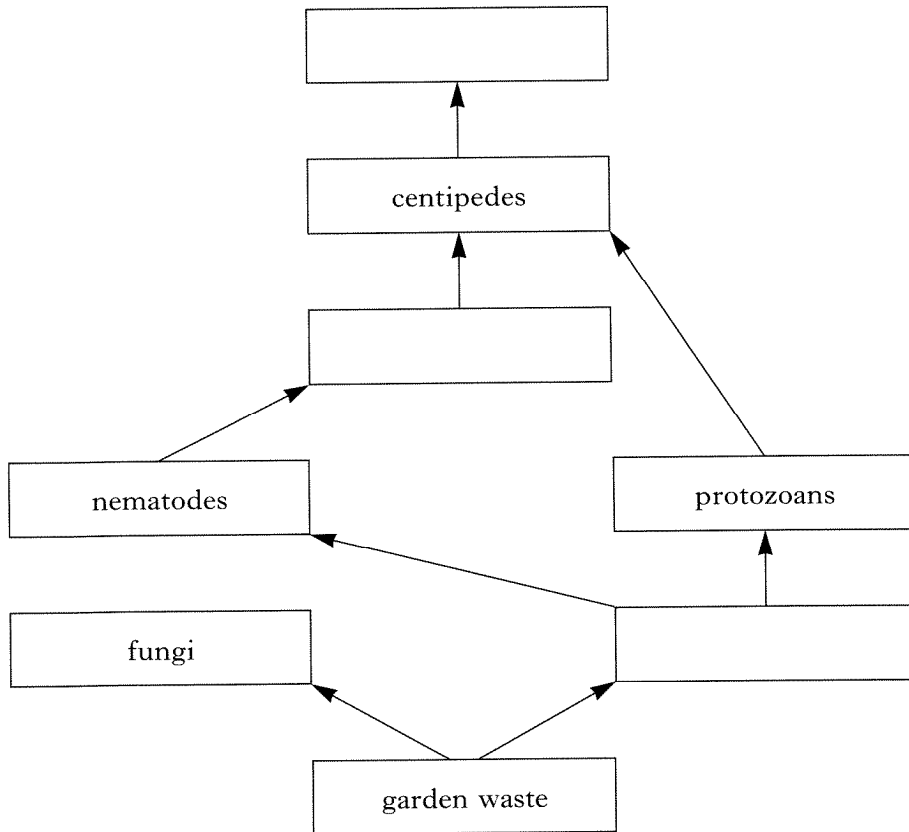 centipedes
nematodes
protozoans
fungi
garden waste